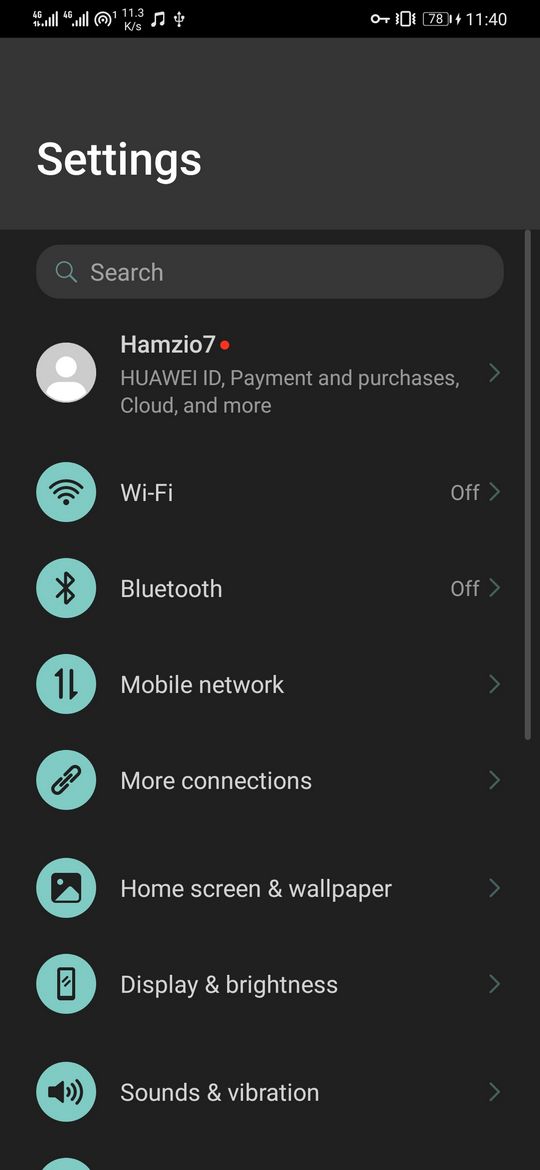 4G 4G 1 11.3 K/s 78 11:40
Settings
Search
Hamzio7
HUAWEI ID, Payment and purchases,
Cloud, and more
Wi-Fi Off
Bluetooth Off
Mobile network
More connections
Home screen & wallpaper
Display & brightness
Sounds & vibration